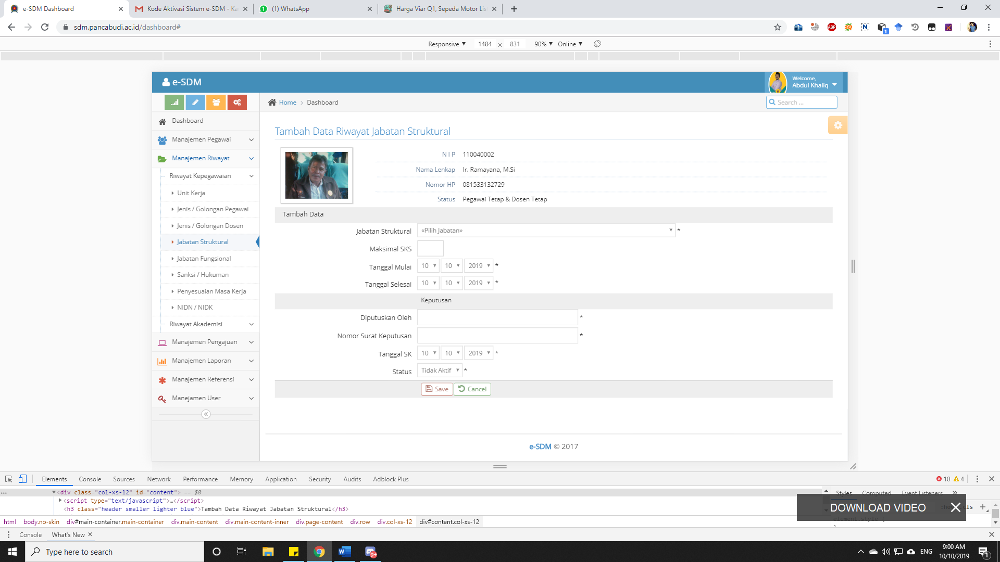 e-SDM Dashboard
Kode Aktivasi Sistem e-SDM - Ka
(1) WhatsApp
Harga Viar Q1, Sepeda Motor Lis
sdm.pancabudi.ac.id/dashboard#
Responsive 1484 × 831 90% Online
e-SDM
Welcome,
Abdul Khaliq
Home Dashboard
Search ...
Dashboard
Manajemen Pegawai
Manajemen Riwayat
Riwayat Kepegawaian
Unit Kerja
Jenis / Golongan Pegawai
Jenis / Golongan Dosen
Jabatan Struktural
Jabatan Fungsional
Sanksi / Hukuman
Penyesuaian Masa Kerja
NIDN / NIDK
Riwayat Akademisi
Manajemen Pengajuan
Manajemen Laporan
Manajemen Referensi
Manejamen User
Tambah Data Riwayat Jabatan Struktural
N I P 110040002
Nama Lenkap Ir. Ramayana, M.Si
Nomor HP 081533132729
Status Pegawai Tetap & Dosen Tetap
Tambah Data
Jabatan Struktural «Pilih Jabatan» *
Maksimal SKS
Tanggal Mulai 10 10 2019 *
Tanggal Selesai 10 10 2019 *
Keputusan
Diputuskan Oleh *
Nomor Surat Keputusan *
Tanggal SK 10 10 2019 *
Status Tidak Aktif *
Save Cancel
e-SDM © 2017
Elements Console Sources Network Performance Memory Application Security Audits Adblock Plus 10 4
<div class="col-xs-12" id="content"> == $0
<script type="text/javascript">…</script>
<h3 class="header smaller lighter blue">Tambah Data Riwayat Jabatan Struktural</h3>
Styles Computed Event Listeners
DOWNLOAD VIDEO
.cls
element.style {
html body.no-skin div#main-container.main-container div.main-content div.main-content-inner div.page-content div.row div.col-xs-12 div#content.col-xs-12
Console What's New
Type here to search
ABP
1
9+
ENG
9:00 AM
10/10/2019
1